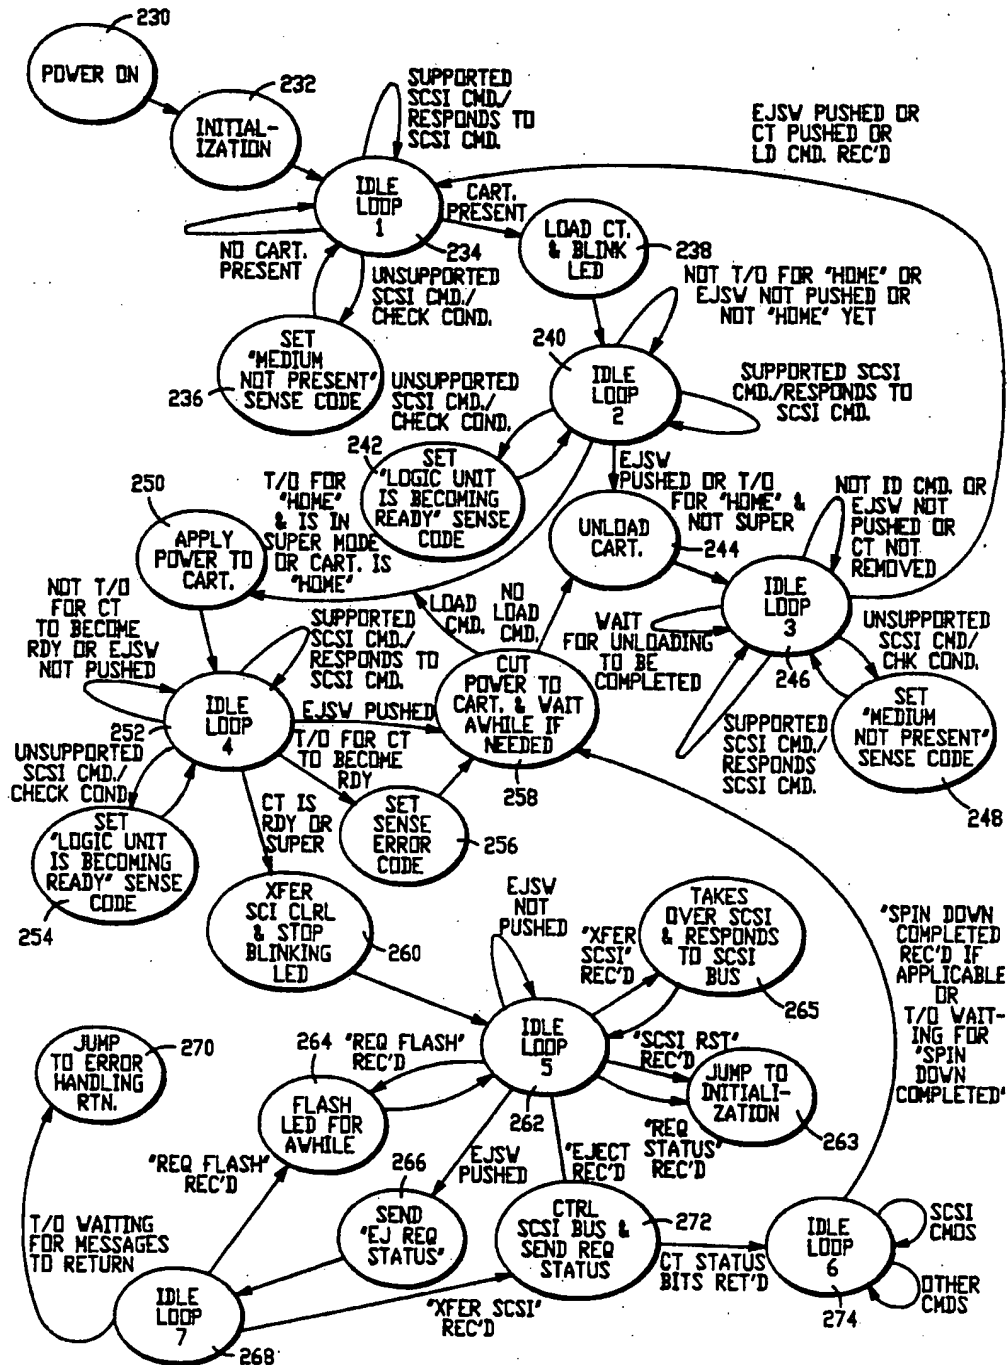 230
POWER ON
232
INITIAL-
IZATION
SUPPORTED
SCSI CMD./
RESPONDS TO
SCSI CMD.
EJSW PUSHED OR
CT PUSHED OR
LD CMD. REC'D
IDLE
LOOP
1
234
CART.
PRESENT
NO CART.
PRESENT
UNSUPPORTED
SCSI CMD./
CHECK COND.
LOAD CT.
& BLINK
LED
238
NOT T/O FOR "HOME" OR
EJSW NOT PUSHED OR
NOT "HOME" YET
SET
"MEDIUM
NOT PRESENT"
SENSE CODE
236
240
IDLE
LOOP
2
SUPPORTED SCSI
CMD./RESPONDS TO
SCSI CMD.
UNSUPPORTED
SCSI CMD./
CHECK COND.
242
SET
"LOGIC UNIT
IS BECOMING
READY" SENSE
CODE
EJSW
PUSHED OR T/O
FOR "HOME" &
NOT SUPER
250
APPLY
POWER TO
CART.
T/O FOR
"HOME"
& IS IN
SUPER MODE
OR CART. IS
"HOME"
UNLOAD
CART.
244
NOT ID CMD. OR
EJSW NOT
PUSHED OR
CT NOT
REMOVED
IDLE
LOOP
3
246
NOT T/O
FOR CT
TO BECOME
RDY OR EJSW
NOT PUSHED
SUPPORTED
SCSI CMD./
RESPONDS TO
SCSI CMD.
LOAD
CMD.
NO
LOAD
CMD.
WAIT
FOR UNLOADING
TO BE
COMPLETED
UNSUPPORTED
SCSI CMD/
CHK COND.
IDLE
LOOP
4
252
EJSW PUSHED
CUT
POWER TO
CART. & WAIT
AWHILE IF
NEEDED
258
SUPPORTED
SCSI CMD./
RESPONDS
SCSI CMD.
SET
"MEDIUM
NOT PRESENT"
SENSE CODE
248
UNSUPPORTED
SCSI CMD./
CHECK COND.
T/O FOR CT
TO BECOME
RDY
SET
"LOGIC UNIT
IS BECOMING
READY" SENSE
CODE
254
CT IS
RDY OR
SUPER
SET
SENSE
ERROR
CODE
256
XFER
SCI CLRL
& STOP
BLINKING
LED
260
EJSW
NOT
PUSHED
"XFER
SCSI"
REC'D
TAKES
OVER SCSI
& RESPONDS
TO SCSI
BUS
265
"SPIN DOWN
COMPLETED
REC'D IF
APPLICABLE
OR
T/O WAIT-
ING FOR
"SPIN
DOWN
COMPLETED"
JUMP
TO ERROR
HANDLING
RTN.
270
264
"REQ FLASH"
REC'D
IDLE
LOOP
5
262
"SCSI RST"
REC'D
JUMP TO
INITIALI-
ZATION
263
FLASH
LED FOR
AWHILE
"REQ
STATUS"
REC'D
"REQ FLASH"
REC'D
266
EJSW
PUSHED
"EJECT
REC'D
SEND
"EJ REQ
STATUS"
CTRL
SCSI BUS &
SEND REQ
STATUS
272
CT STATUS
BITS RET'D
IDLE
LOOP
6
274
SCSI
CMDS
OTHER
CMDS
T/O WAITING
FOR MESSAGES
TO RETURN
IDLE
LOOP
7
268
"XFER SCSI"
REC'D